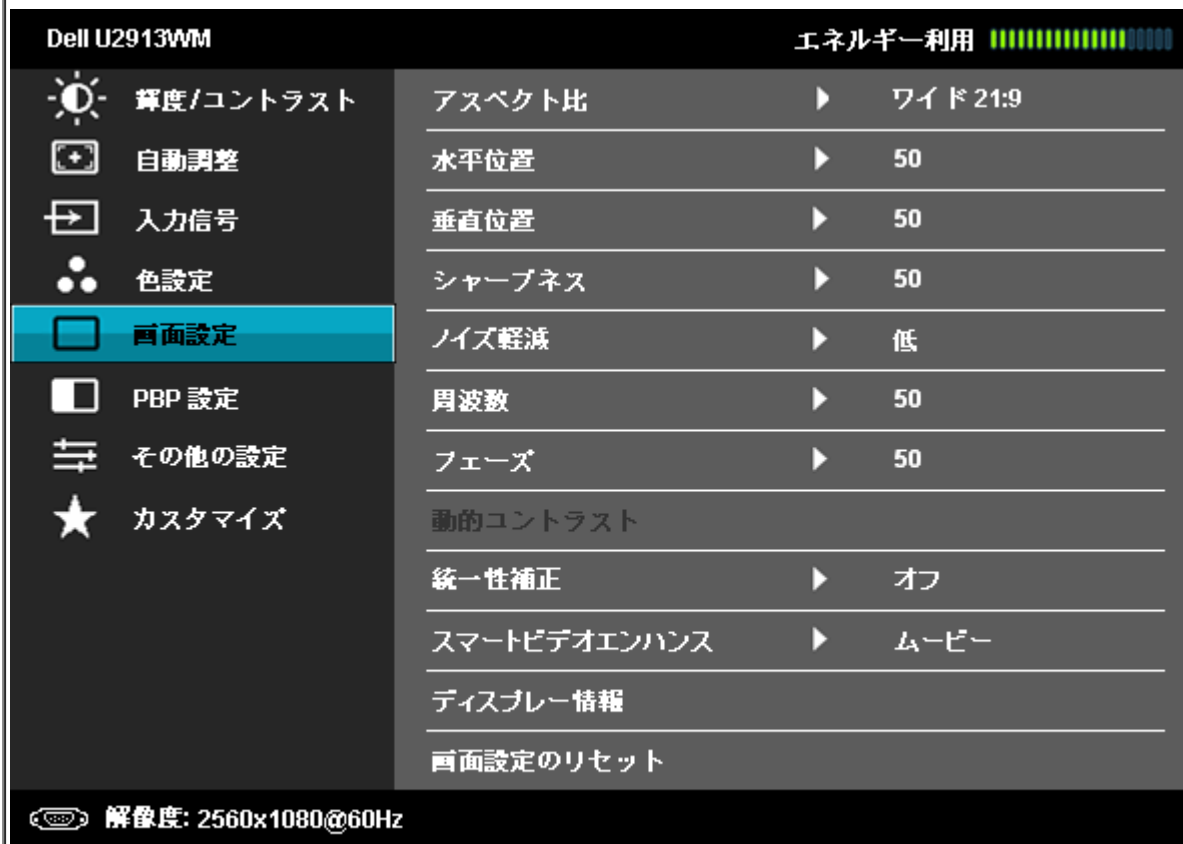 Dell U2913WM エネルギー利用
輝度/コントラスト
自動調整
入力信号
色設定
画面設定
PBP 設定
その他の設定
カスタマイズ
アスペクト比 ワイド 21:9
水平位置 50
垂直位置 50
シャープネス 50
ノイズ軽減 低
周波数 50
フェーズ 50
動的コントラスト
統一性補正 オフ
スマートビデオエンハンス ムービー
ディスプレー情報
画面設定のリセット
解像度: 2560x1080@60Hz